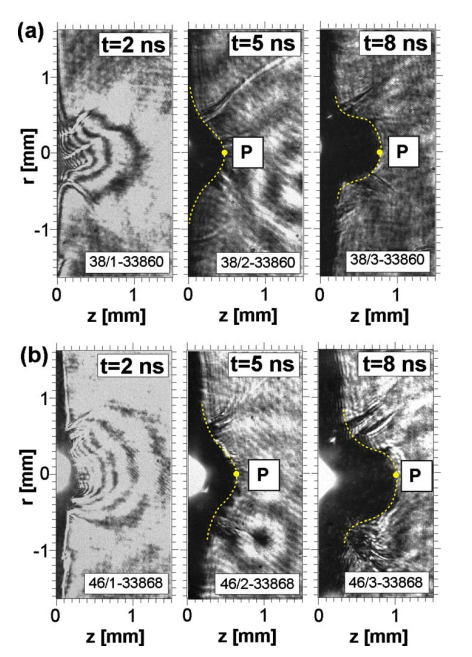 (a)
t=2 ns
t=5 ns
t=8 ns
r [mm]
1
0
-1
P
P
38/1-33860
38/2-33860
38/3-33860
0 1
0 1
0 1
z [mm]
z [mm]
z [mm]
(b)
t=2 ns
t=5 ns
t=8 ns
r [mm]
1
0
-1
P
P
46/1-33868
46/2-33868
46/3-33868
0 1
0 1
0 1
z [mm]
z [mm]
z [mm]